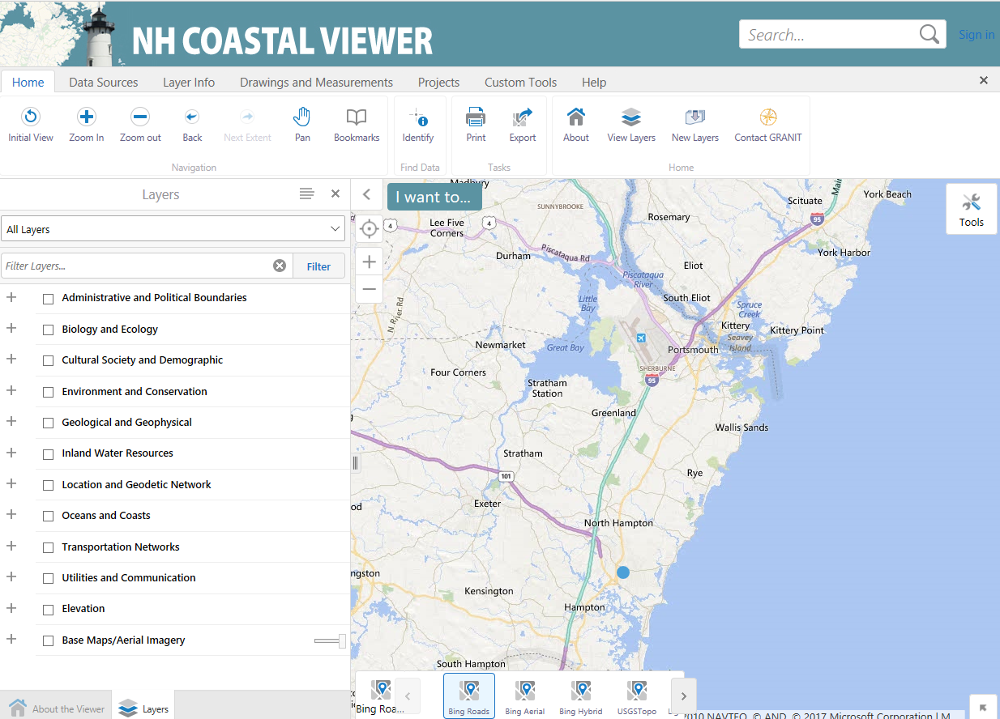 NH COASTAL VIEWER
Search...
Sign in
Home
Data Sources
Layer Info
Drawings and Measurements
Projects
Custom Tools
Help
Initial View
Zoom In
Zoom out
Back
Next Extent
Pan
Bookmarks
Identify
Print
Export
About
View Layers
New Layers
Contact GRANIT
Navigation
Find Data
Tasks
Home
Layers
All Layers
Filter Layers...
Filter
Administrative and Political Boundaries
Biology and Ecology
Cultural Society and Demographic
Environment and Conservation
Geological and Geophysical
Inland Water Resources
Location and Geodetic Network
Oceans and Coasts
Transportation Networks
Utilities and Communication
Elevation
Base Maps/Aerial Imagery
About the Viewer
Layers
I want to...
Tools
Madbury
SUNNYBROOKE
Scituate
Main
York Beach
95
Rosemary
Lee Five
Corners
4
4
Piscataqua Rd
Durham
York Harbor
Eliot
Piscataqua
River
South Eliot
Little
Bay
Spruce
Creek
N River Rd
Kittery
Kittery Point
Seavey
Island
Newmarket
Great Bay
Portsmouth
SHERBURNE
95
Four Corners
Stratham
Station
Greenland
Wallis Sands
Stratham
101
Rye
Exeter
od
North Hampton
ngston
Kensington
Hampton
South Hampton
Bing Roa...
Bing Roads
Bing Aerial
Bing Hybrid
USGSTopo
2010 NAVTEQ, © AND, © 2017 Microsoft Corporation | M